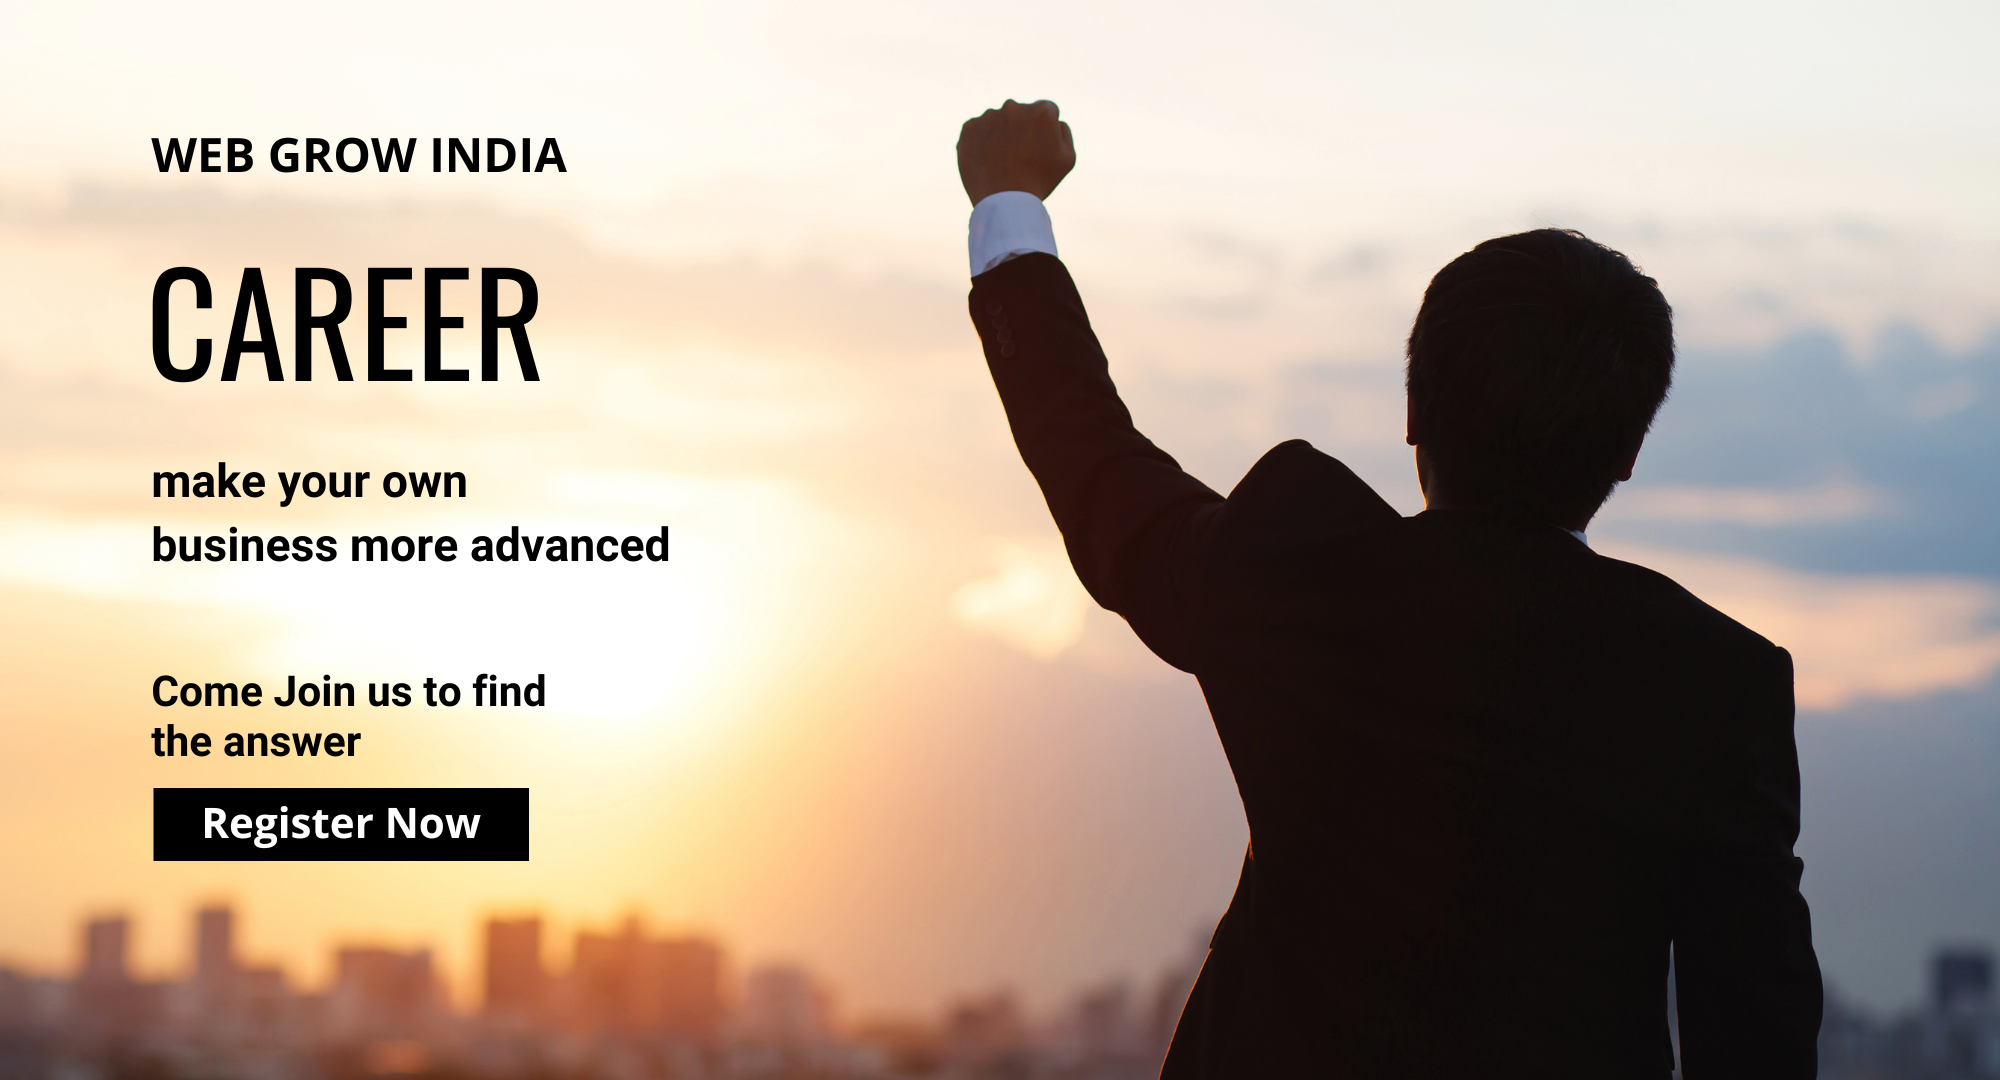 WEB GROW INDIA
CAREER
make your own
business more advanced
Come Join us to find
the answer
Register Now